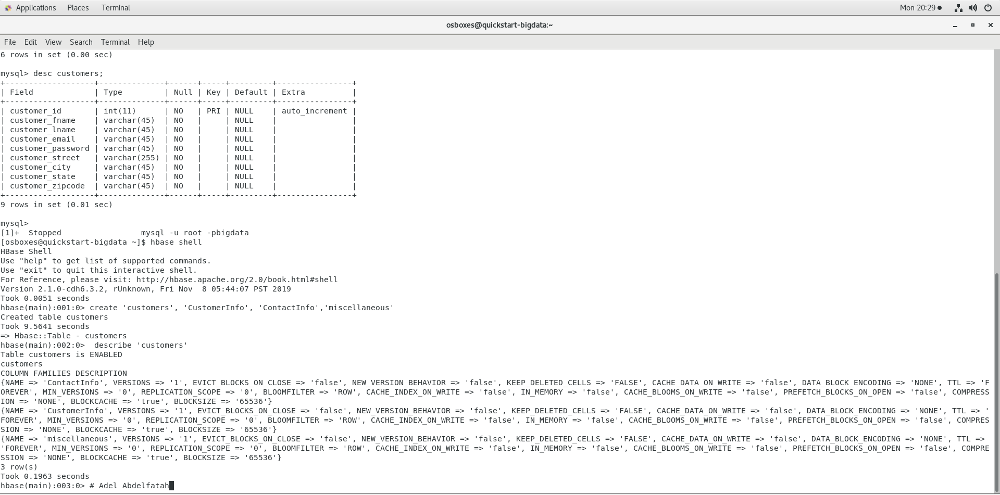 Applications Places Terminal Mon 20:29
osboxes@quickstart-bigdata:~
File Edit View Search Terminal Help
6 rows in set (0.00 sec)
mysql> desc customers;
+-------------------+--------------+------+-----+---------+----------------+
| Field             | Type         | Null | Key | Default | Extra          |
+-------------------+--------------+------+-----+---------+----------------+
| customer_id       | int(11)      | NO   | PRI | NULL    | auto_increment |
| customer_fname    | varchar(45)  | NO   |     | NULL    |                |
| customer_lname    | varchar(45)  | NO   |     | NULL    |                |
| customer_email    | varchar(45)  | NO   |     | NULL    |                |
| customer_password | varchar(45)  | NO   |     | NULL    |                |
| customer_street   | varchar(255) | NO   |     | NULL    |                |
| customer_city     | varchar(45)  | NO   |     | NULL    |                |
| customer_state    | varchar(45)  | NO   |     | NULL    |                |
| customer_zipcode  | varchar(45)  | NO   |     | NULL    |                |
+-------------------+--------------+------+-----+---------+----------------+
9 rows in set (0.01 sec)
mysql>
[1]+  Stopped                 mysql -u root -pbigdata
[osboxes@quickstart-bigdata ~]$ hbase shell
HBase Shell
Use "help" to get list of supported commands.
Use "exit" to quit this interactive shell.
For Reference, please visit: http://hbase.apache.org/2.0/book.html#shell
Version 2.1.0-cdh6.3.2, rUnknown, Fri Nov  8 05:44:07 PST 2019
Took 0.0051 seconds
hbase(main):001:0> create 'customers', 'CustomerInfo', 'ContactInfo','miscellaneous'
Created table customers
Took 9.5641 seconds
=> Hbase::Table - customers
hbase(main):002:0>  describe 'customers'
Table customers is ENABLED
customers
COLUMN FAMILIES DESCRIPTION
{NAME => 'ContactInfo', VERSIONS => '1', EVICT_BLOCKS_ON_CLOSE => 'false', NEW_VERSION_BEHAVIOR => 'false', KEEP_DELETED_CELLS => 'FALSE', CACHE_DATA_ON_WRITE => 'false', DATA_BLOCK_ENCODING => 'NONE', TTL => 'F
OREVER', MIN_VERSIONS => '0', REPLICATION_SCOPE => '0', BLOOMFILTER => 'ROW', CACHE_INDEX_ON_WRITE => 'false', IN_MEMORY => 'false', CACHE_BLOOMS_ON_WRITE => 'false', PREFETCH_BLOCKS_ON_OPEN => 'false', COMPRESS
ION => 'NONE', BLOCKCACHE => 'true', BLOCKSIZE => '65536'}
{NAME => 'CustomerInfo', VERSIONS => '1', EVICT_BLOCKS_ON_CLOSE => 'false', NEW_VERSION_BEHAVIOR => 'false', KEEP_DELETED_CELLS => 'FALSE', CACHE_DATA_ON_WRITE => 'false', DATA_BLOCK_ENCODING => 'NONE', TTL => '
FOREVER', MIN_VERSIONS => '0', REPLICATION_SCOPE => '0', BLOOMFILTER => 'ROW', CACHE_INDEX_ON_WRITE => 'false', IN_MEMORY => 'false', CACHE_BLOOMS_ON_WRITE => 'false', PREFETCH_BLOCKS_ON_OPEN => 'false', COMPRES
SION => 'NONE', BLOCKCACHE => 'true', BLOCKSIZE => '65536'}
{NAME => 'miscellaneous', VERSIONS => '1', EVICT_BLOCKS_ON_CLOSE => 'false', NEW_VERSION_BEHAVIOR => 'false', KEEP_DELETED_CELLS => 'FALSE', CACHE_DATA_ON_WRITE => 'false', DATA_BLOCK_ENCODING => 'NONE', TTL =>
'FOREVER', MIN_VERSIONS => '0', REPLICATION_SCOPE => '0', BLOOMFILTER => 'ROW', CACHE_INDEX_ON_WRITE => 'false', IN_MEMORY => 'false', CACHE_BLOOMS_ON_WRITE => 'false', PREFETCH_BLOCKS_ON_OPEN => 'false', COMPRE
SSION => 'NONE', BLOCKCACHE => 'true', BLOCKSIZE => '65536'}
3 row(s)
Took 0.1963 seconds
hbase(main):003:0> # Adel Abdelfatah